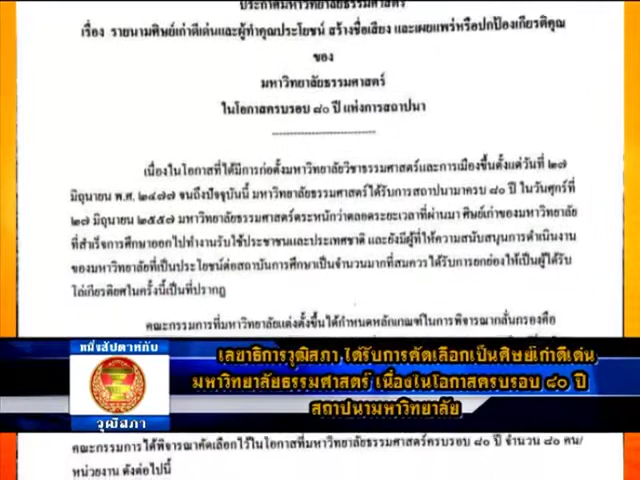 ประกาศมหาวิทยาลัยธรรมศาสตร์
เรื่อง รายนามศิษย์เก่าดีเด่นและผู้ทำคุณประโยชน์ สร้างชื่อเสียง และเผยแพร่หรือปกป้องเกียรติคุณ
ของ
มหาวิทยาลัยธรรมศาสตร์
ในโอกาสครบรอบ ๘๐ ปี แห่งการสถาปนา
เนื่องในโอกาสที่ได้มีการก่อตั้งมหาวิทยาลัยวิชาธรรมศาสตร์และการเมืองขึ้นตั้งแต่วันที่ ๒๗
มิถุนายน พ.ศ. ๒๔๗๗ จนถึงปัจจุบันนี้ มหาวิทยาลัยธรรมศาสตร์ได้รับการสถาปนามาครบ ๘๐ ปี ในวันศุกร์ที่
๒๗ มิถุนายน ๒๕๕๗ มหาวิทยาลัยธรรมศาสตร์ตระหนักว่าตลอดระยะเวลาที่ผ่านมา ศิษย์เก่าของมหาวิทยาลัย
ที่สำเร็จการศึกษาออกไปทำงานรับใช้ประชาชนและประเทศชาติ และยังมีผู้ที่ให้ความสนับสนุนการดำเนินงาน
ของมหาวิทยาลัยที่เป็นประโยชน์ต่อสถาบันการศึกษาเป็นจำนวนมากที่สมควรได้รับการยกย่องให้เป็นผู้ได้รับ
โล่เกียรติยศในครั้งนี้เป็นที่ปรากฏ
คณะกรรมการที่มหาวิทยาลัยแต่งตั้งขึ้นได้กำหนดหลักเกณฑ์ในการพิจารณากลั่นกรองคือ
หนึ่งสัปดาห์กับ
วุฒิสภา
เลขาธิการวุฒิสภา ได้รับการคัดเลือกเป็นศิษย์เก่าดีเด่น
มหาวิทยาลัยธรรมศาสตร์ เนื่องในโอกาสครบรอบ ๘๐ ปี
สถาปนามหาวิทยาลัย
คณะกรรมการได้พิจารณาคัดเลือกไว้ในโอกาสที่มหาวิทยาลัยธรรมศาสตร์ครบรอบ ๘๐ ปี จำนวน ๘๐ คน/
หน่วยงาน ดังต่อไปนี้